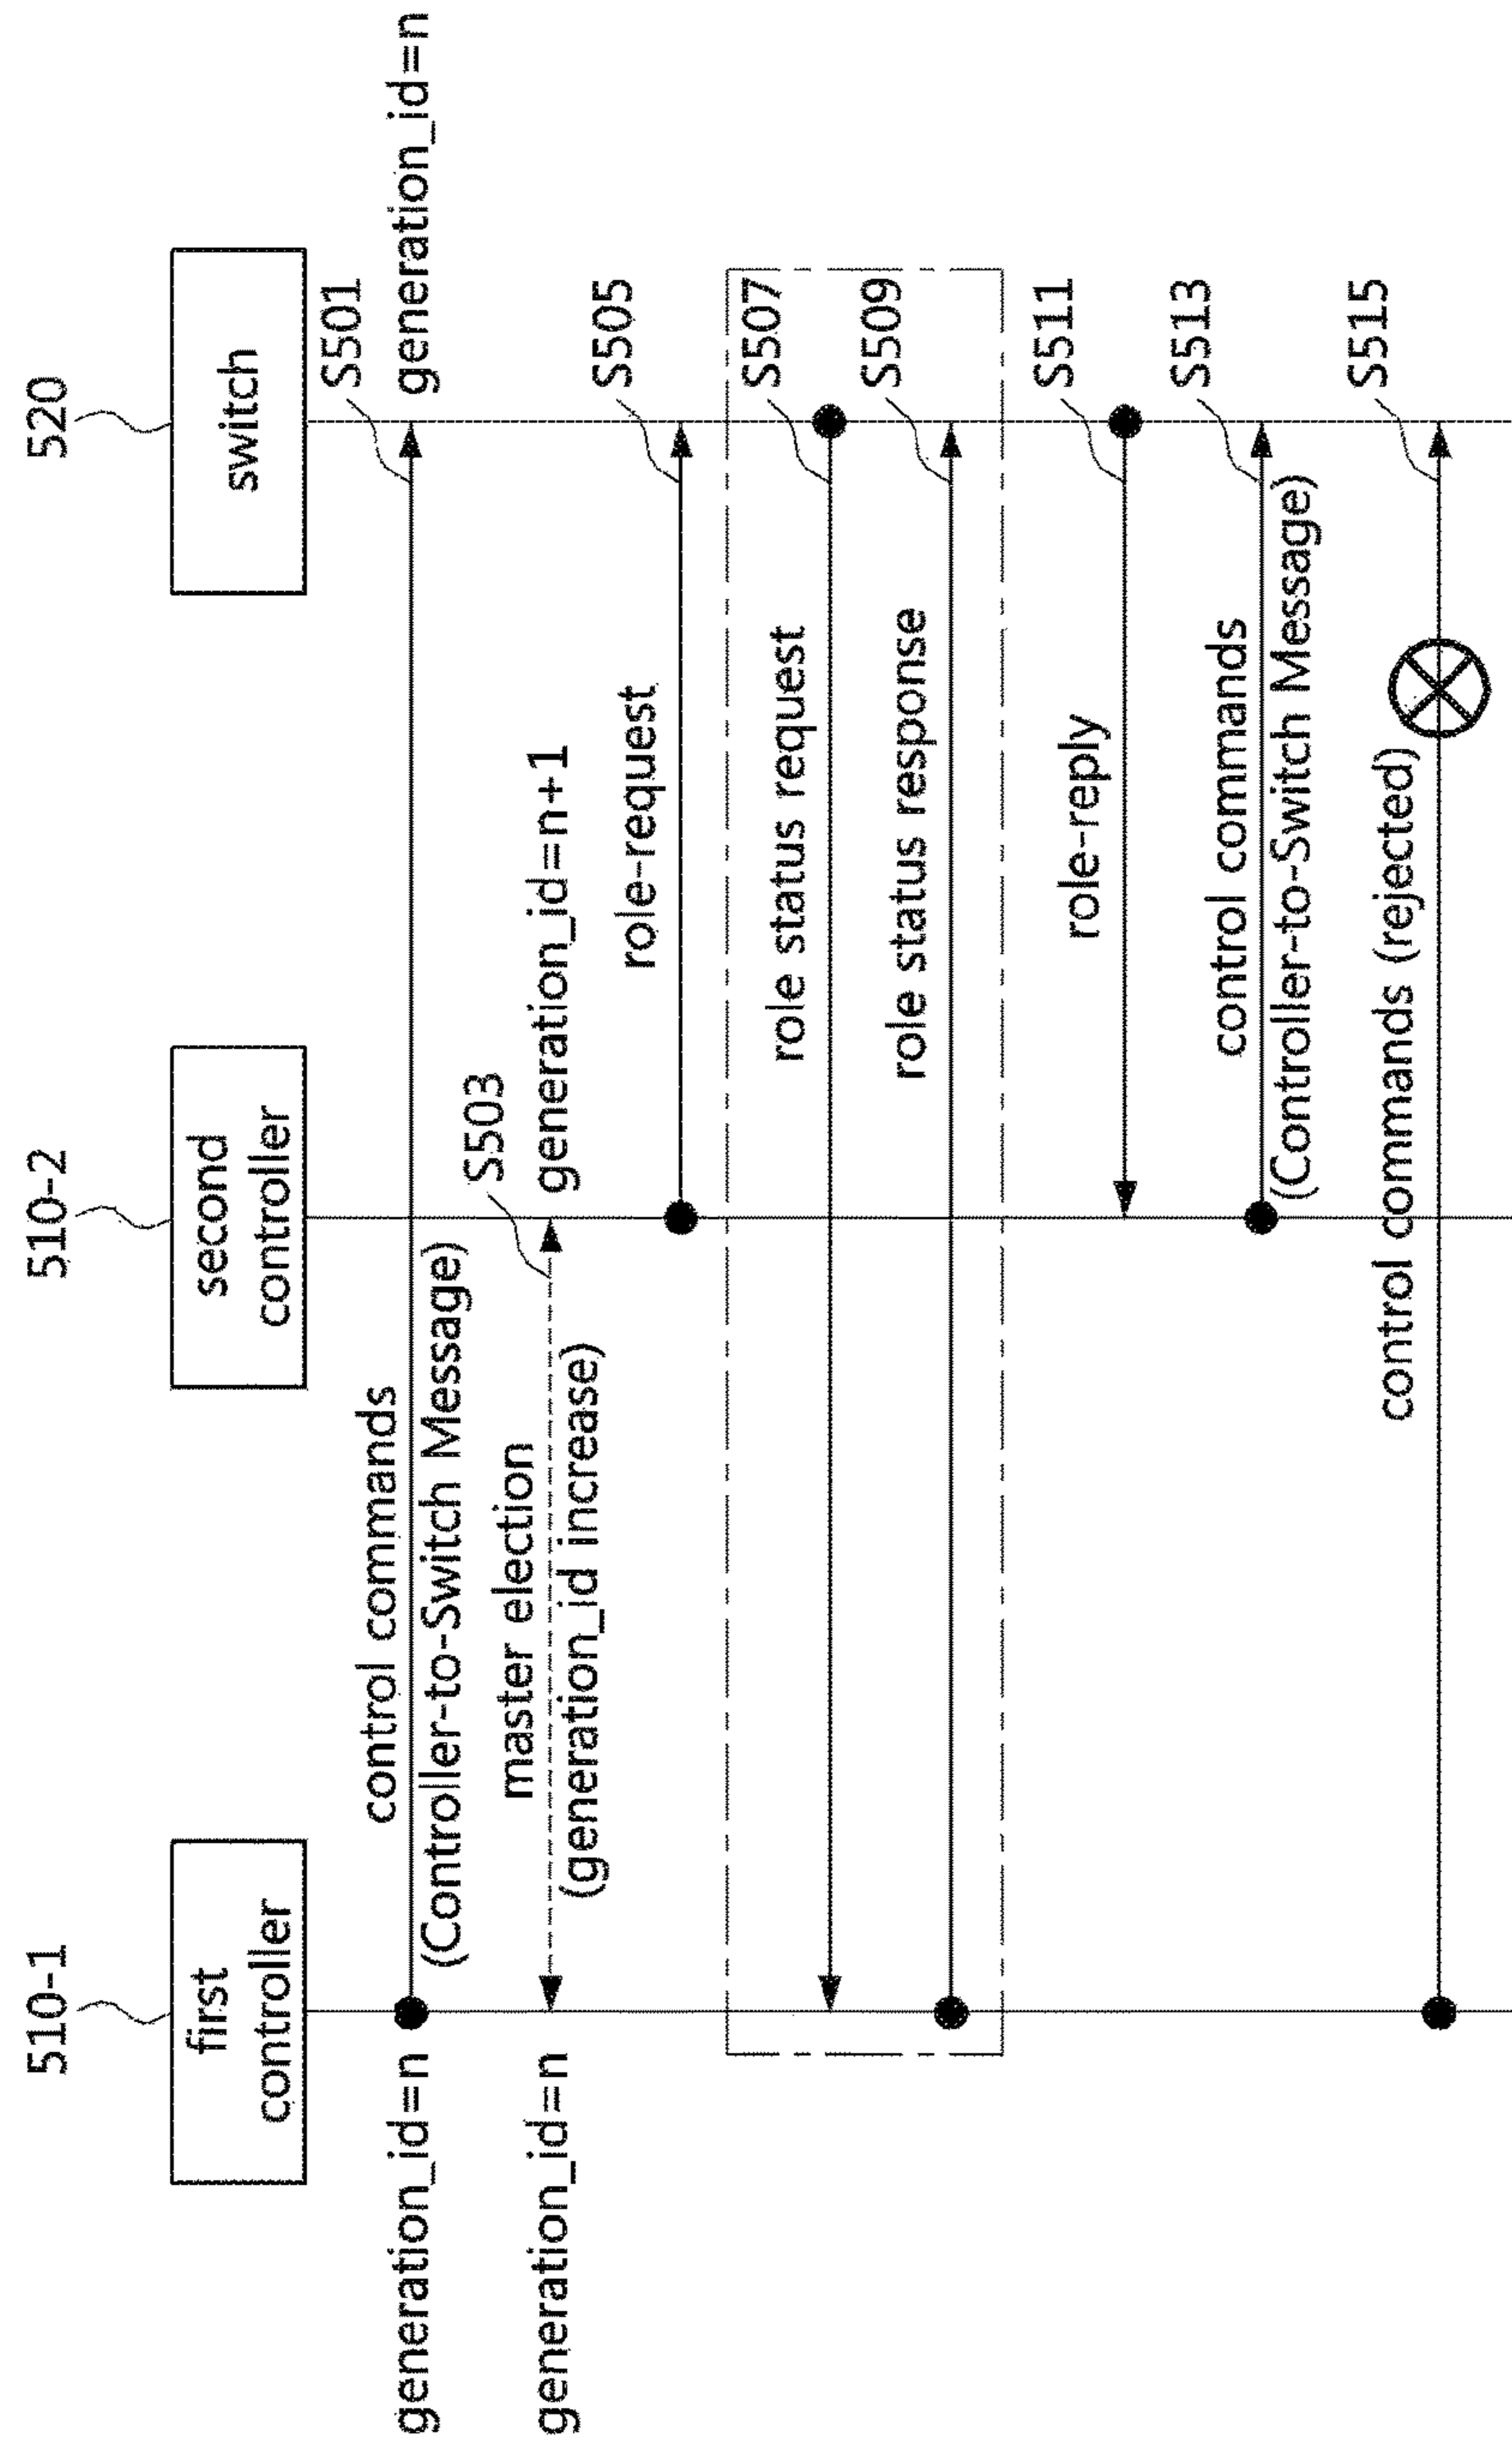 510-1
510-2
520
first
controller
second
controller
switch
S501
generation_id=n
control commands
generation_id=n
(Controller-to-Switch Message)
S503
master election
generation_id=n
generation_id=n+1
(generation_id increase)
S505
role-request
S507
role status request
S509
role status response
S511
role-reply
S513
control commands
(Controller-to-Switch Message)
S515
control commands (rejected)